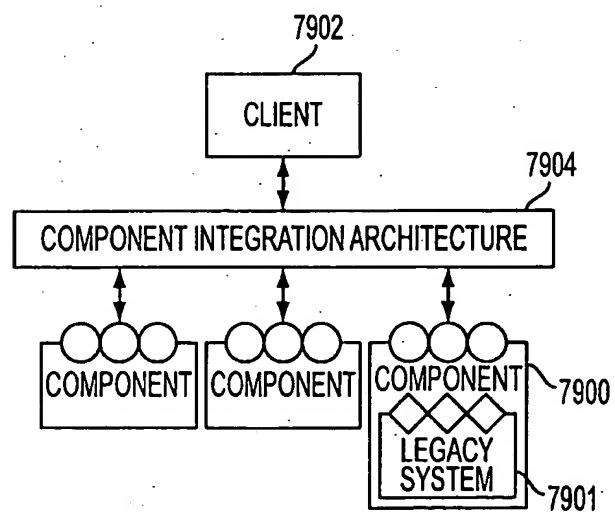 7902
CLIENT
7904
COMPONENT INTEGRATION ARCHITECTURE
COMPONENT
COMPONENT
COMPONENT
7900
LEGACY
SYSTEM
7901